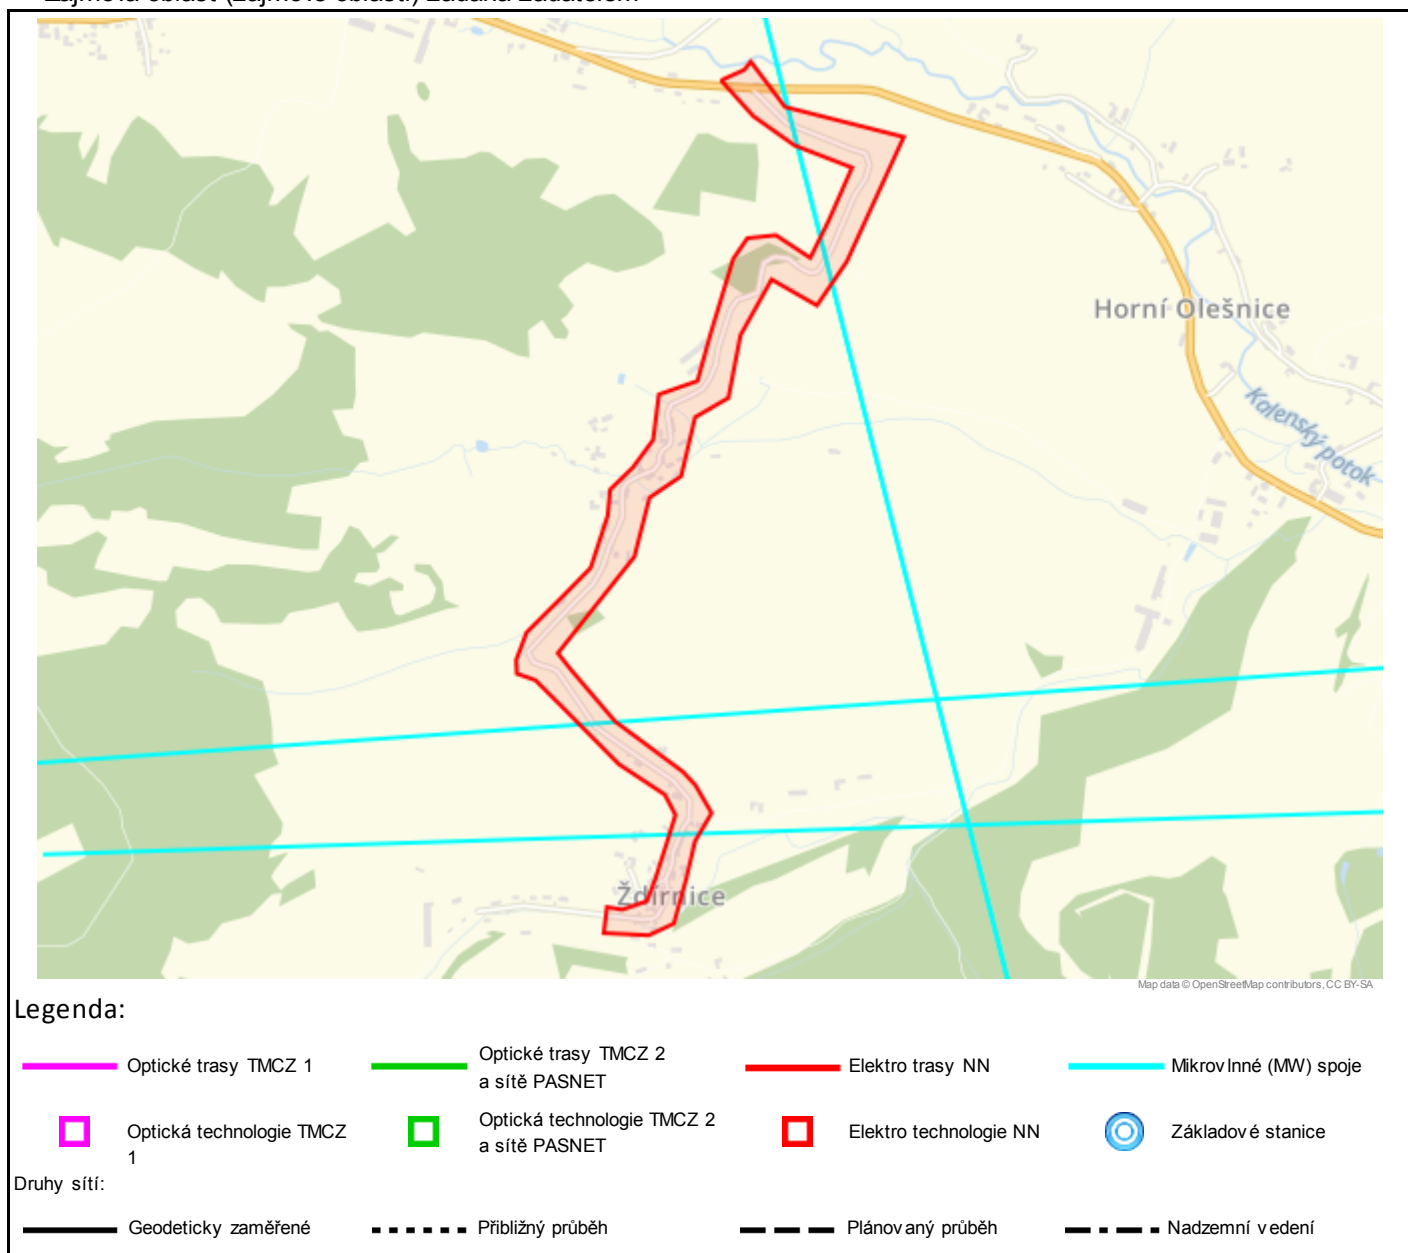 Horní Olešnice
Kalenský potok
Ždírnice
Map data © OpenStreetMap contributors, CC BY-SA
Legenda:
Optické trasy TMCZ 1
Optické trasy TMCZ 2
a sítě PASNET
Elektro trasy NN
Mikrovlnné (MW) spoje
Optická technologie TMCZ
1
Optická technologie TMCZ 2
a sítě PASNET
Elektro technologie NN
Základové stanice
Druhy sítí:
Geodeticky zaměřené
Přibližný průběh
Plánovaný průběh
Nadzemní vedení